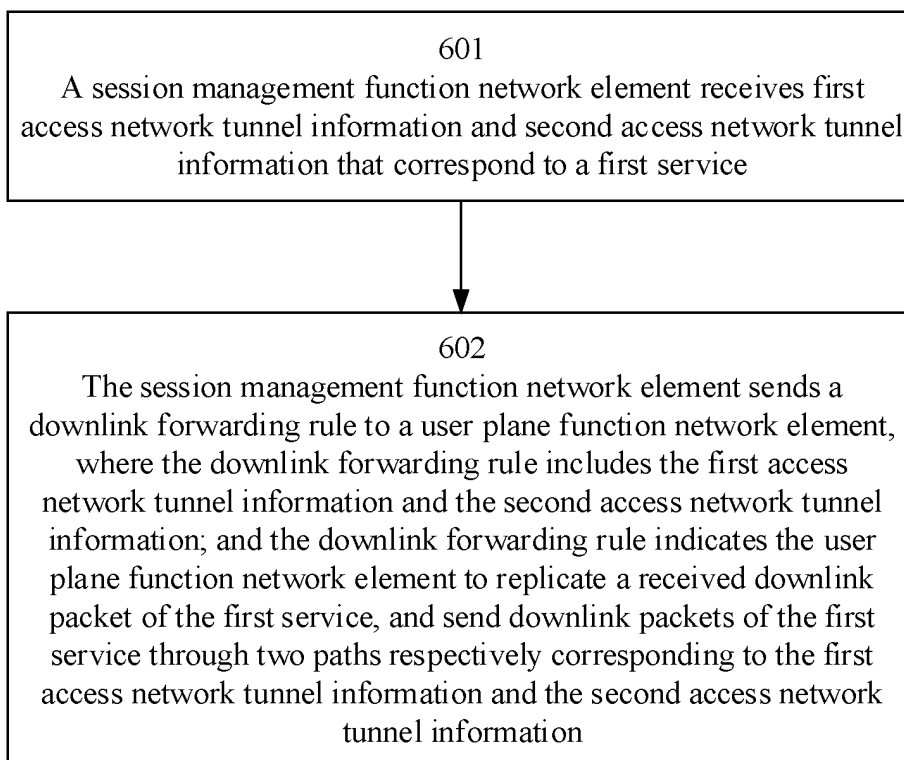 601
A session management function network element receives first
access network tunnel information and second access network tunnel
information that correspond to a first service
602
The session management function network element sends a
downlink forwarding rule to a user plane function network element,
where the downlink forwarding rule includes the first access
network tunnel information and the second access network tunnel
information; and the downlink forwarding rule indicates the user
plane function network element to replicate a received downlink
packet of the first service, and send downlink packets of the first
service through two paths respectively corresponding to the first
access network tunnel information and the second access network
tunnel information